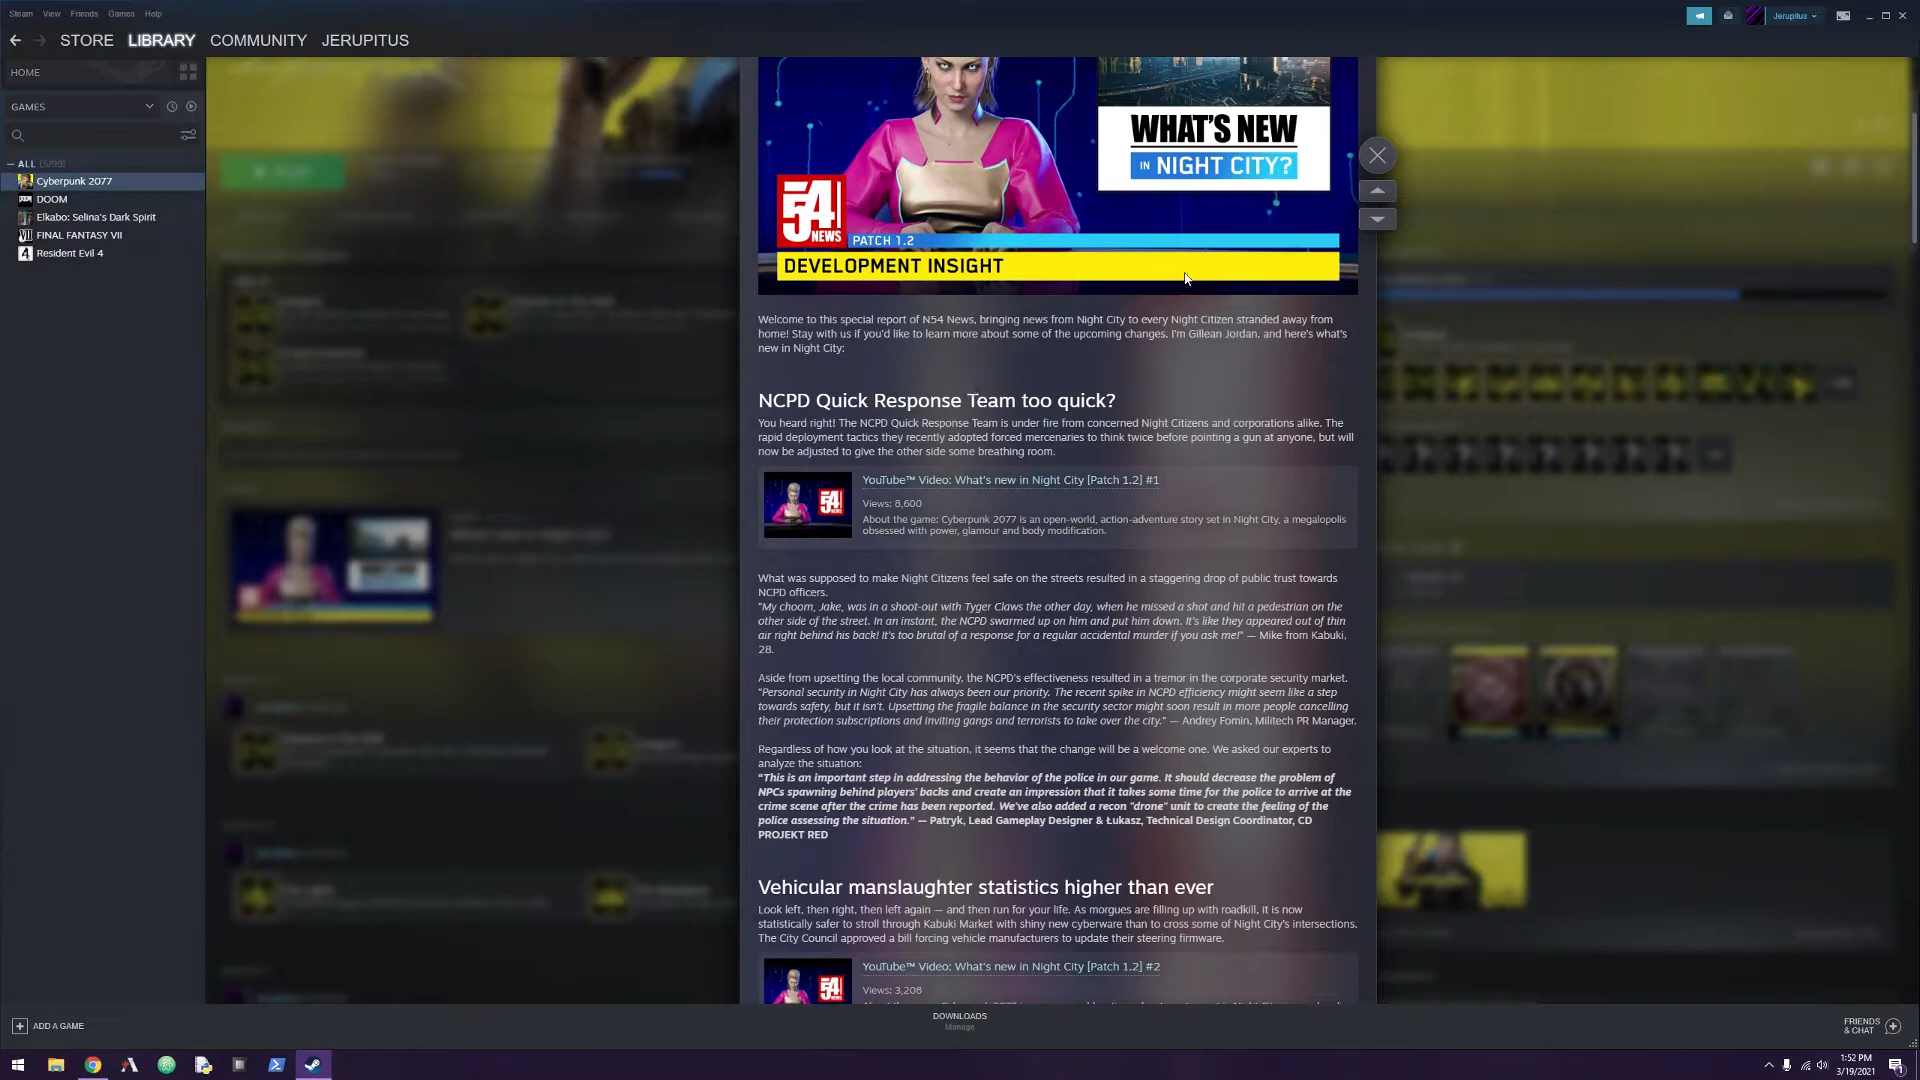 Steam View Friends Games Help
Jerupitus
STORE LIBRARY COMMUNITY JERUPITUS
HOME
GAMES
ALL (5/99)
Cyberpunk 2077
DOOM
Elkabo: Selina's Dark Spirit
FINAL FANTASY VII
Resident Evil 4
WHAT'S NEW
IN NIGHT CITY?
54
NEWS
PATCH 1.2
DEVELOPMENT INSIGHT
Welcome to this special report of N54 News, bringing news from Night City to every Night Citizen stranded away from
home! Stay with us if you'd like to learn more about some of the upcoming changes. I'm Gillean Jordan, and here's what's
new in Night City:
NCPD Quick Response Team too quick?
You heard right! The NCPD Quick Response Team is under fire from concerned Night Citizens and corporations alike. The
rapid deployment tactics they recently adopted forced mercenaries to think twice before pointing a gun at anyone, but will
now be adjusted to give the other side some breathing room.
54
YouTube™ Video: What's new in Night City [Patch 1.2] #1
Views: 8,600
About the game: Cyberpunk 2077 is an open-world, action-adventure story set in Night City, a megalopolis
obsessed with power, glamour and body modification.
What was supposed to make Night Citizens feel safe on the streets resulted in a staggering drop of public trust towards
NCPD officers.
"My choom, Jake, was in a shoot-out with Tyger Claws the other day, when he missed a shot and hit a pedestrian on the
other side of the street. In an instant, the NCPD swarmed up on him and put him down. It's like they appeared out of thin
air right behind his back! It's too brutal of a response for a regular accidental murder if you ask me!" — Mike from Kabuki,
28.
Aside from upsetting the local community, the NCPD's effectiveness resulted in a tremor in the corporate security market.
"Personal security in Night City has always been our priority. The recent spike in NCPD efficiency might seem like a step
towards safety, but it isn't. Upsetting the fragile balance in the security sector might soon result in more people cancelling
their protection subscriptions and inviting gangs and terrorists to take over the city." — Andrey Fomin, Militech PR Manager.
Regardless of how you look at the situation, it seems that the change will be a welcome one. We asked our experts to
analyze the situation:
"This is an important step in addressing the behavior of the police in our game. It should decrease the problem of
NPCs spawning behind players' backs and create an impression that it takes some time for the police to arrive at the
crime scene after the crime has been reported. We've also added a recon "drone" unit to create the feeling of the
police assessing the situation." — Patryk, Lead Gameplay Designer & Łukasz, Technical Design Coordinator, CD
PROJEKT RED
Vehicular manslaughter statistics higher than ever
Look left, then right, then left again — and then run for your life. As morgues are filling up with roadkill, it is now
statistically safer to stroll through Kabuki Market with shiny new cyberware than to cross some of Night City's intersections.
The City Council approved a bill forcing vehicle manufacturers to update their steering firmware.
54
YouTube™ Video: What's new in Night City [Patch 1.2] #2
Views: 3,208
ADD A GAME
DOWNLOADS
Manage
FRIENDS
& CHAT
1:52 PM
3/19/2021